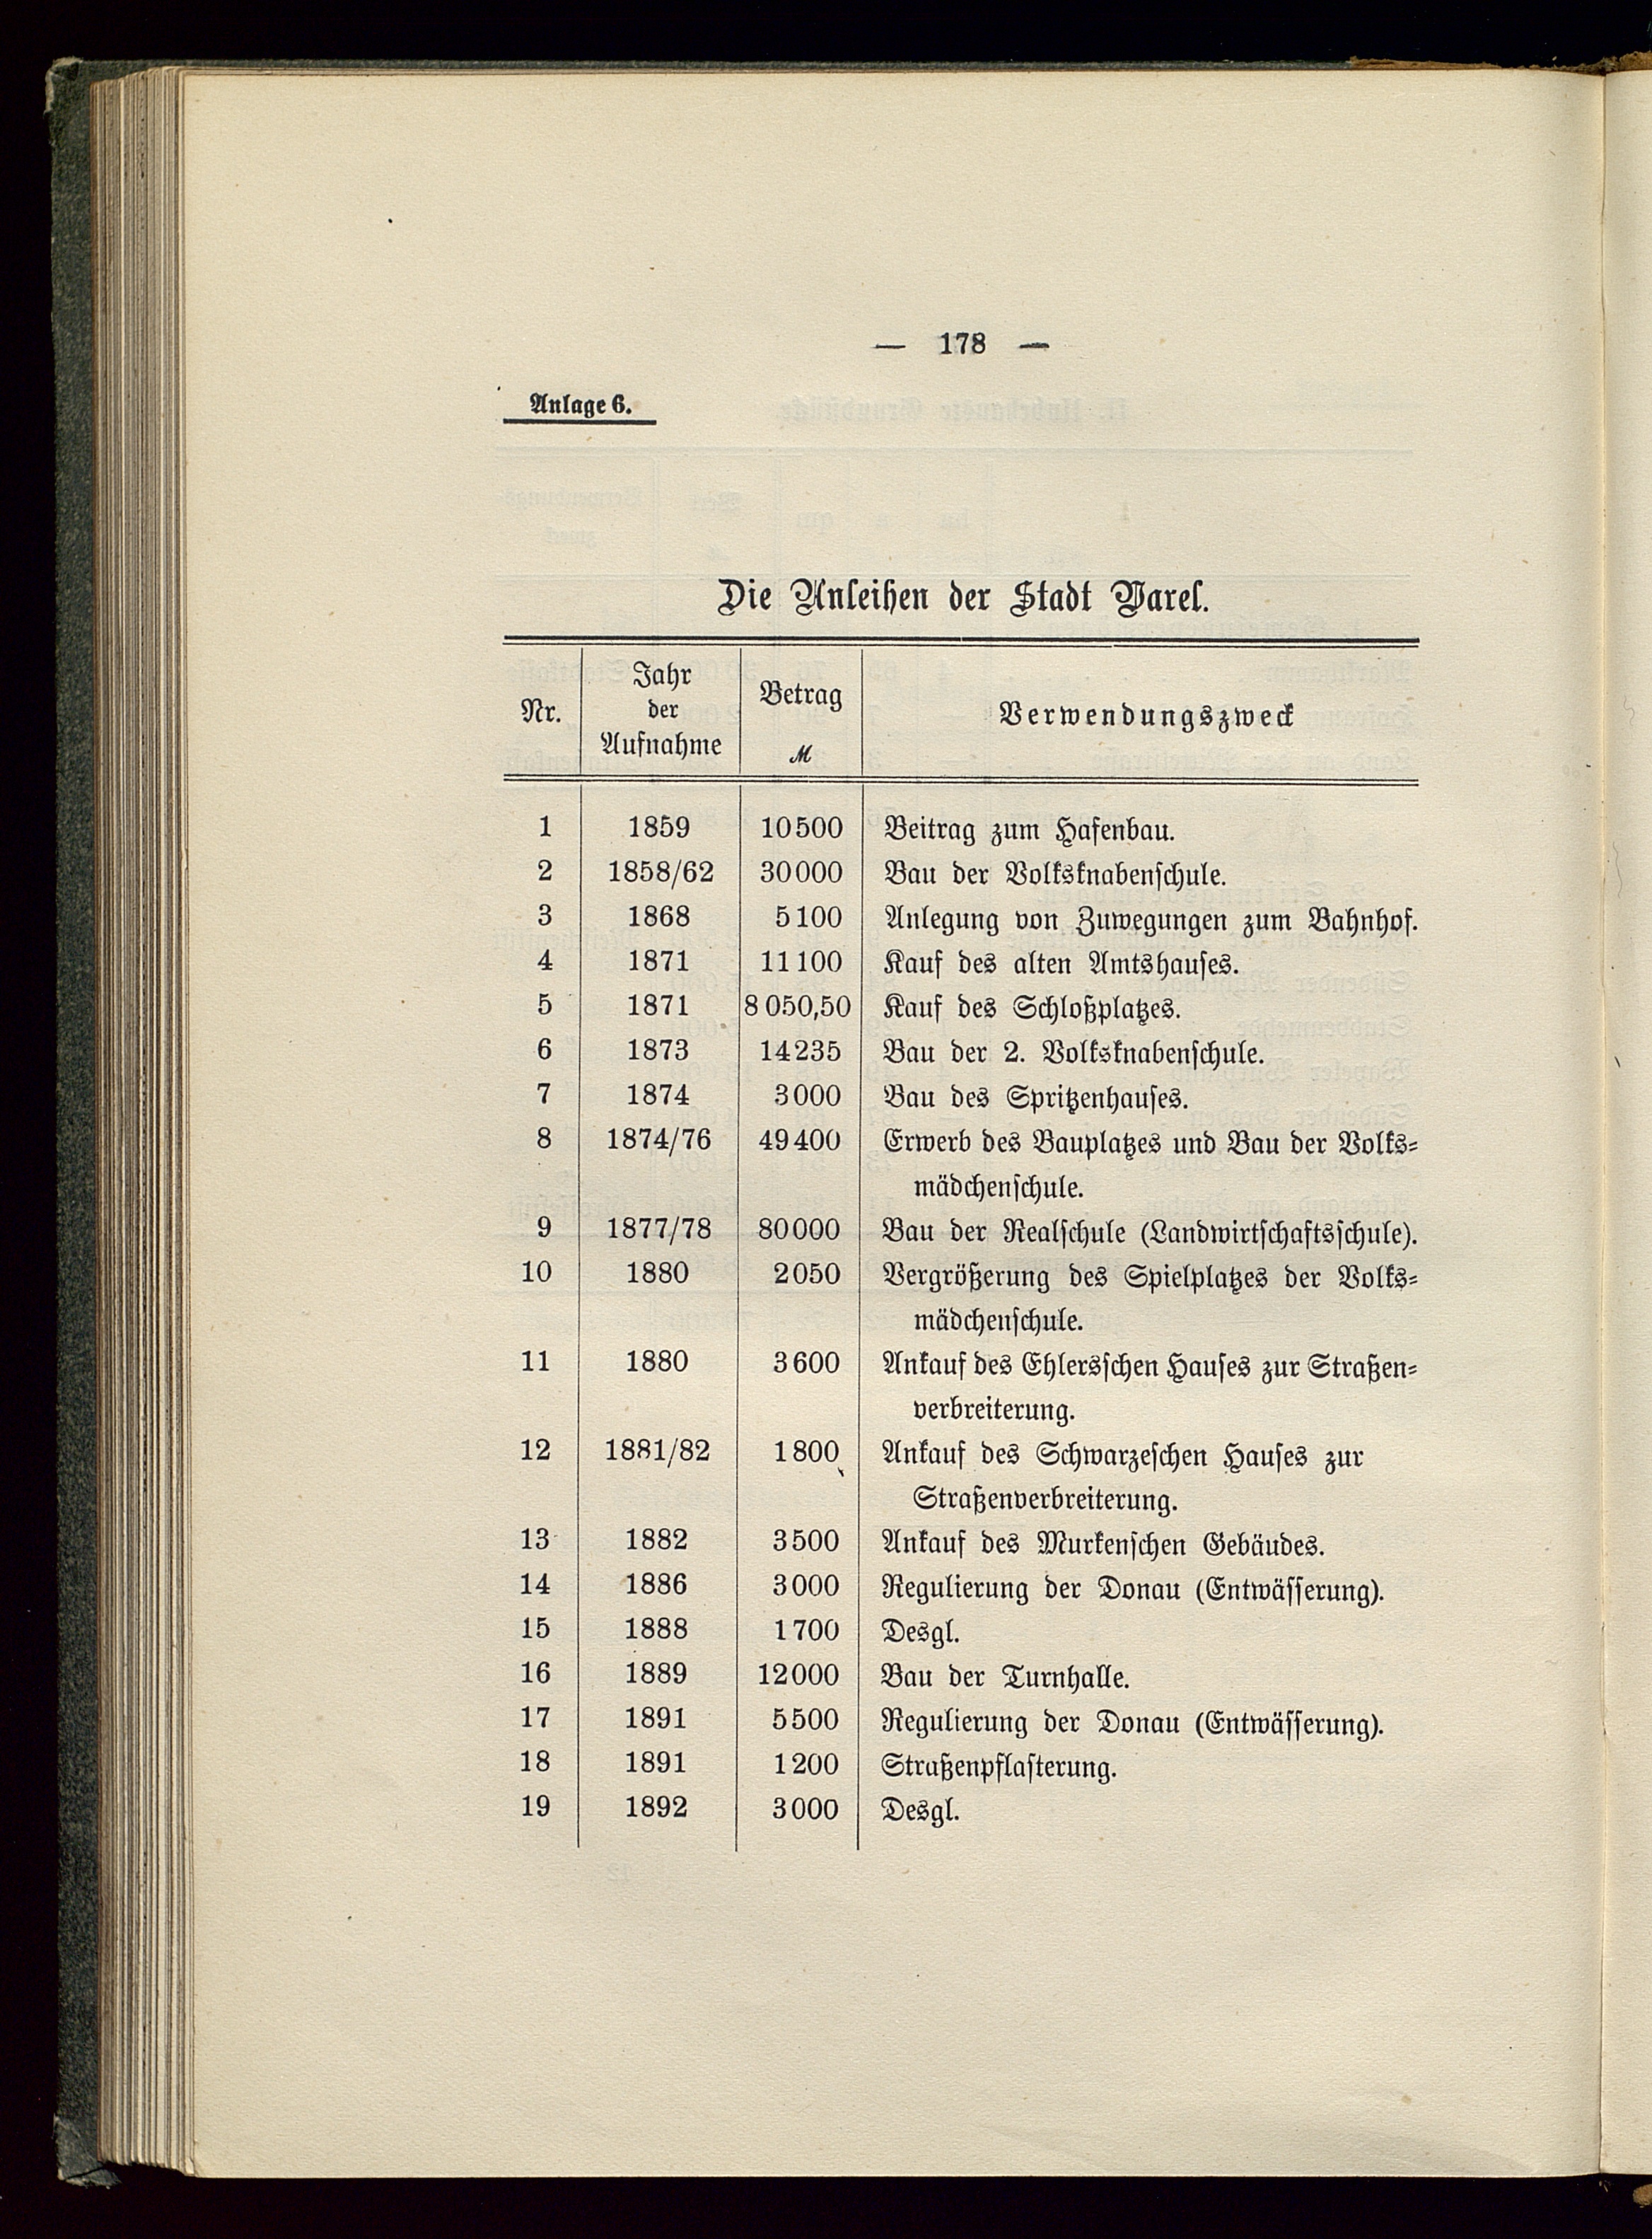 — 178 —
Anlage 6.
Die Anleihen der Stadt Varel.
Nr. Jahr der Aufnahme Betrag M Verwendungszweck
1 1859 10500 Beitrag zum Hafenbau.
2 1858/62 30000 Bau der Volksknabenschule.
3 1868 5100 Anlegung von Zuwegungen zum Bahnhof.
4 1871 11100 Kauf des alten Amtshauses.
5 1871 8050,50 Kauf des Schloßplatzes.
6 1873 14235 Bau der 2. Volksknabenschule.
7 1874 3000 Bau des Spritzenhauses.
8 1874/76 49400 Erwerb des Bauplatzes und Bau der Volks-
mädchenschule.
9 1877/78 80000 Bau der Realschule (Landwirtschaftsschule).
10 1880 2050 Vergrößerung des Spielplatzes der Volks-
mädchenschule.
11 1880 3600 Ankauf des Ehlersschen Hauses zur Straßen-
verbreiterung.
12 1881/82 1800 Ankauf des Schwarzeschen Hauses zur
Straßenverbreiterung.
13 1882 3500 Ankauf des Murkenschen Gebäudes.
14 1886 3000 Regulierung der Donau (Entwässerung).
15 1888 1700 Desgl.
16 1889 12000 Bau der Turnhalle.
17 1891 5500 Regulierung der Donau (Entwässerung).
18 1891 1200 Straßenpflasterung.
19 1892 3000 Desgl.